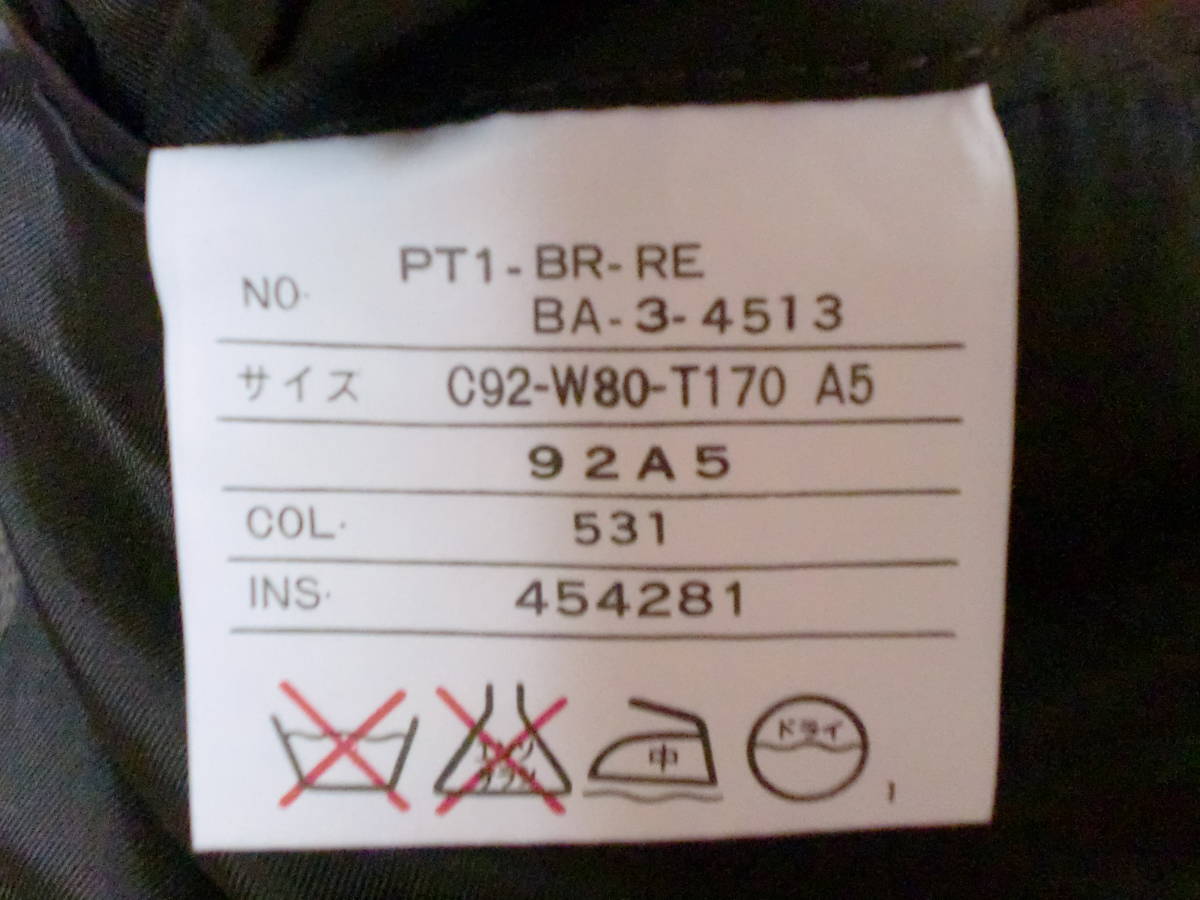 PT1-BR-RE
NO.
BA-3-4513
サイズ C92-W80-T170 A5
92A5
COL. 531
INS. 454281
中 ドライ
1